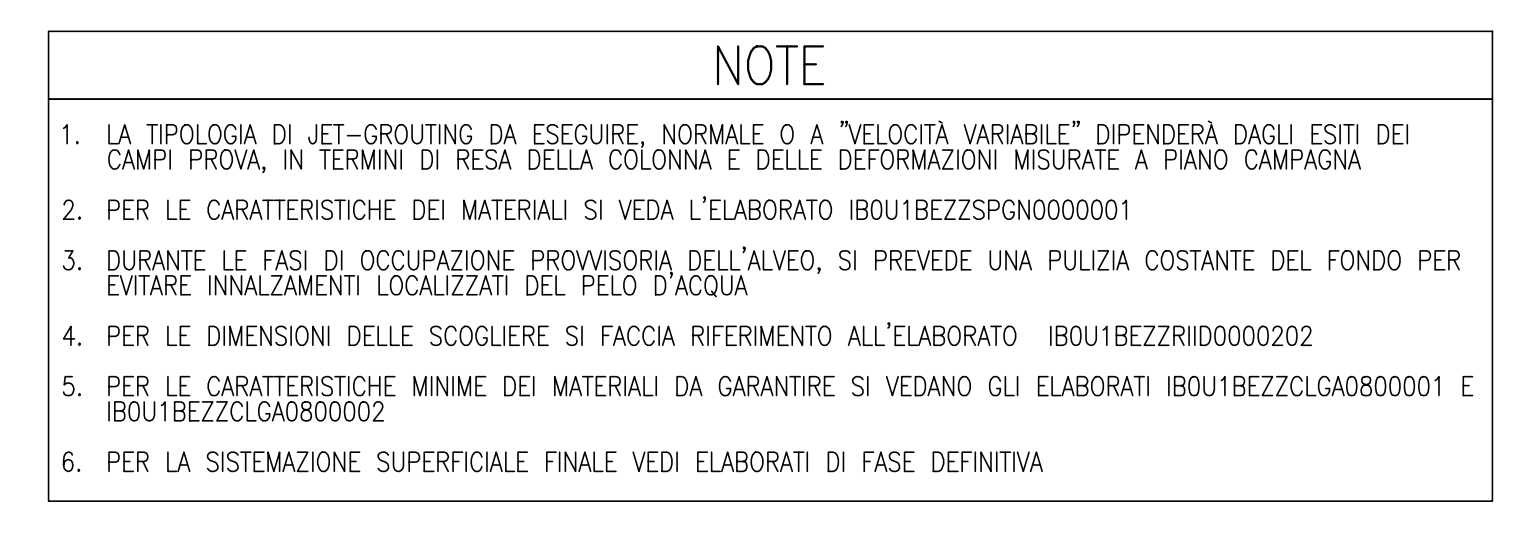 NOTE
1. LA TIPOLOGIA DI JET-GROUTING DA ESEGUIRE, NORMALE O A "VELOCITÀ VARIABILE" DIPENDERÀ DAGLI ESITI DEI
CAMPI PROVA, IN TERMINI DI RESA DELLA COLONNA E DELLE DEFORMAZIONI MISURATE A PIANO CAMPAGNA
2. PER LE CARATTERISTICHE DEI MATERIALI SI VEDA L'ELABORATO IB0U1BEZZSPGN0000001
3. DURANTE LE FASI DI OCCUPAZIONE PROVVISORIA DELL'ALVEO, SI PREVEDE UNA PULIZIA COSTANTE DEL FONDO PER
EVITARE INNALZAMENTI LOCALIZZATI DEL PELO D'ACQUA
4. PER LE DIMENSIONI DELLE SCOGLIERE SI FACCIA RIFERIMENTO ALL'ELABORATO IB0U1BEZZRIID0000202
5. PER LE CARATTERISTICHE MINIME DEI MATERIALI DA GARANTIRE SI VEDANO GLI ELABORATI IB0U1BEZZCLGA0800001 E
IB0U1BEZZCLGA0800002
6. PER LA SISTEMAZIONE SUPERFICIALE FINALE VEDI ELABORATI DI FASE DEFINITIVA